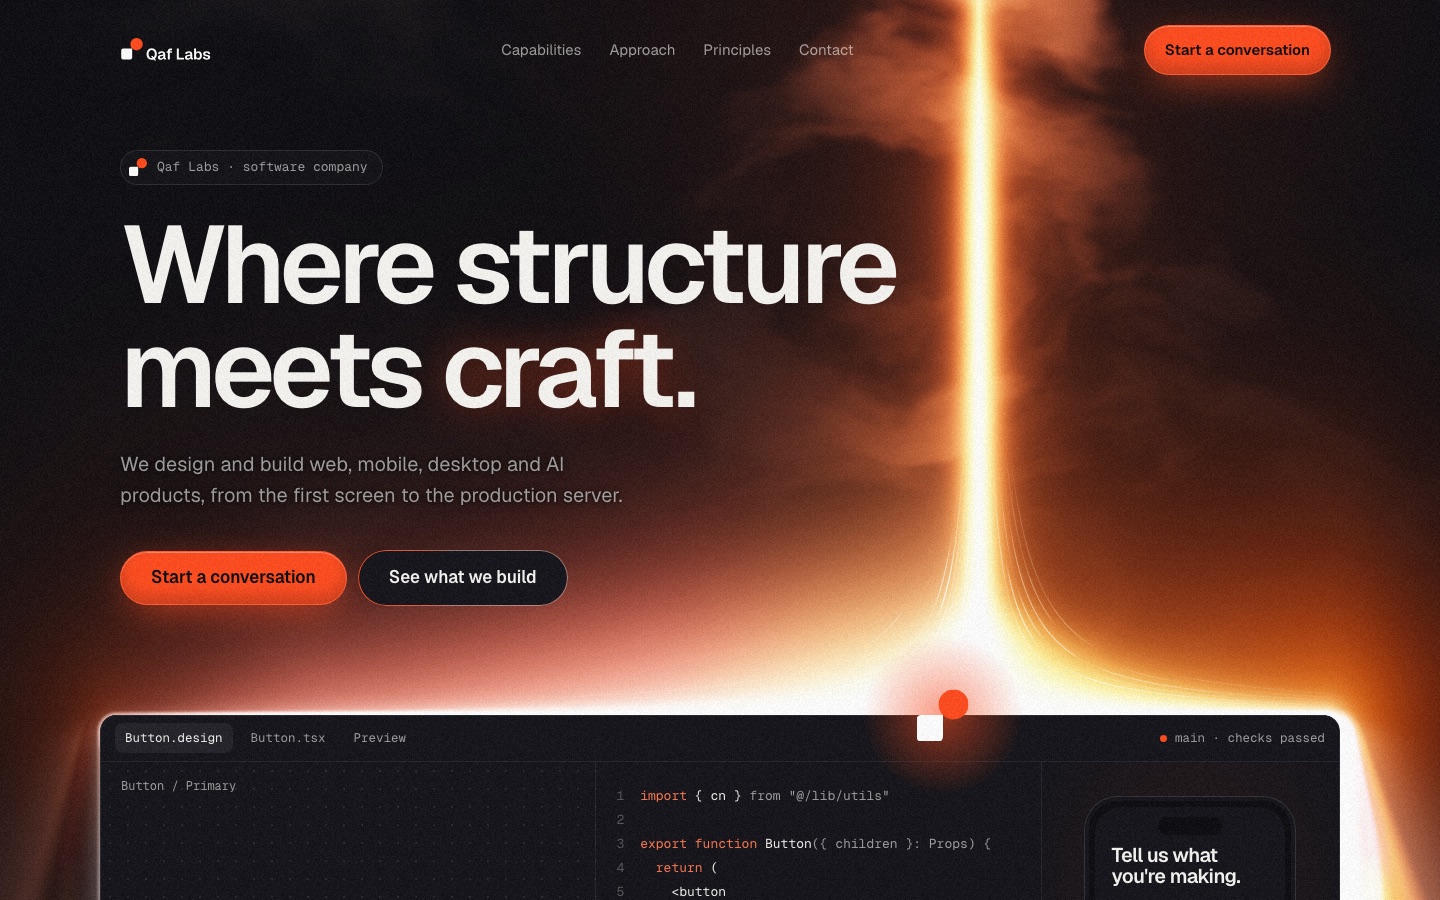 Qaf Labs
Capabilities
Approach
Principles
Contact
Start a conversation
Qaf Labs · software company
Where structure
meets craft.
We design and build web, mobile, desktop and AI
products, from the first screen to the production server.
Start a conversation
See what we build
Button.design
Button.tsx
Preview
main · checks passed
Button / Primary
1 import { cn } from "@/lib/utils"
2
3 export function Button({ children }: Props) {
4 return (
5 <button
Tell us what
you're making.